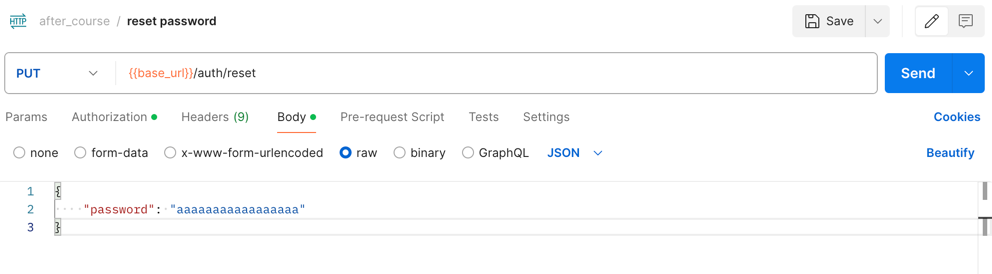 HTTP after_course / reset password Save
PUT {{base_url}}/auth/reset Send
Params Authorization Headers (9) Body Pre-request Script Tests Settings Cookies
none form-data x-www-form-urlencoded raw binary GraphQL JSON Beautify
1 {
2 "password": "aaaaaaaaaaaaaaaaa"
3 }